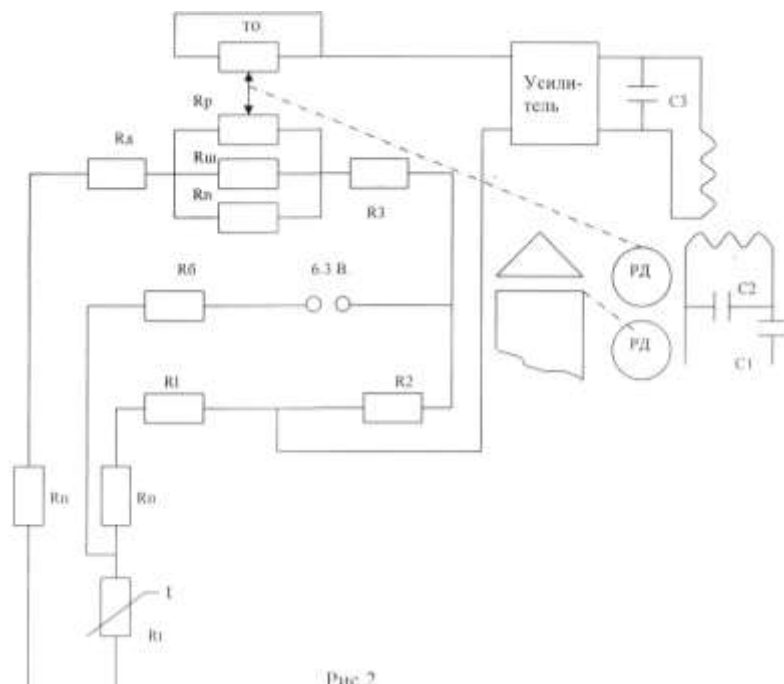 ТО
Усили-
тель
С3
Rр
Rд
Rш
Rп
R3
Rб
6.3 В.
РД
С2
РД
С1
R1
R2
Rп
Rп
t
Rt
Рис 2